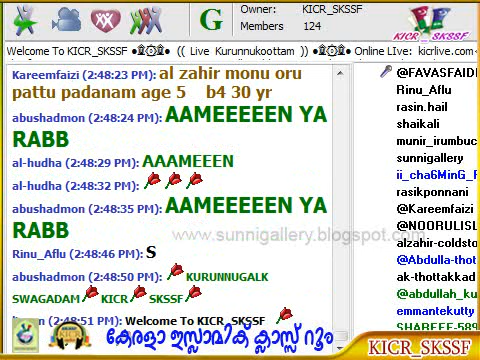 G Owner: KICR_SKSSF
Members 124
KICR_SKSSF
Welcome To KICR_SKSSF ●۩۞۩● (( Live Kurunnukoottam )) ●۩۞۩● Online LIve: kicrlive.com
Kareemfaizi (2:48:23 PM): al zahir monu oru
pattu padanam age 5 b4 30 yr
abushadmon (2:48:24 PM): AAMEEEEEN YA
RABB
al-hudha (2:48:29 PM): AAAMEEEN
al-hudha (2:48:32 PM):
abushadmon (2:48:35 PM): AAMEEEEEN YA
RABB
Rinu_Aflu (2:48:46 PM): S
abushadmon (2:48:50 PM): KURUNNUGALK
SWAGADAM KICR SKSSF
(2:48:51 PM): Welcome To KICR_SKSSF
@FAVASFAIDI
Rinu_Aflu
rasin.hail
shaikali
munir_irumbuc
sunnigallery
ii_cha6MinG_F
rasikponnani
@Kareemfaizi
@NOORULISL
alzahir-coldsto
@Abdulla-thot
ak-thottakkad
@abdullah_ku
emmantekutty
SHAREEF-589
www.sunnigallery.blogspot.com
കേരളാ ഇസ്ലാമിക് ക്ലാസ്സ് റൂം
KICR_SKSSF